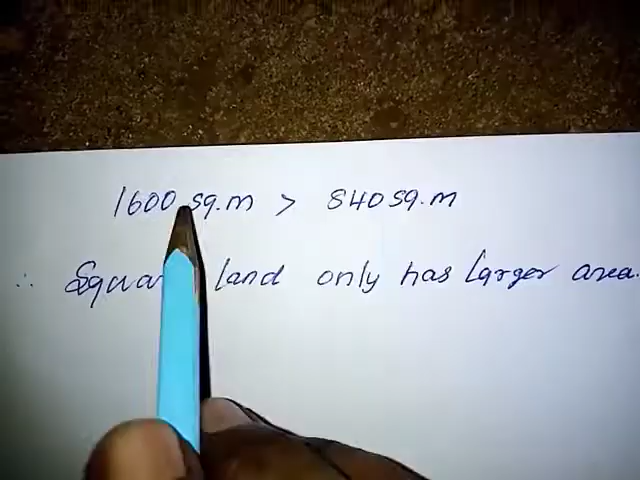 1600 sq.m > 840 sq.m
∴ land only has larger area.